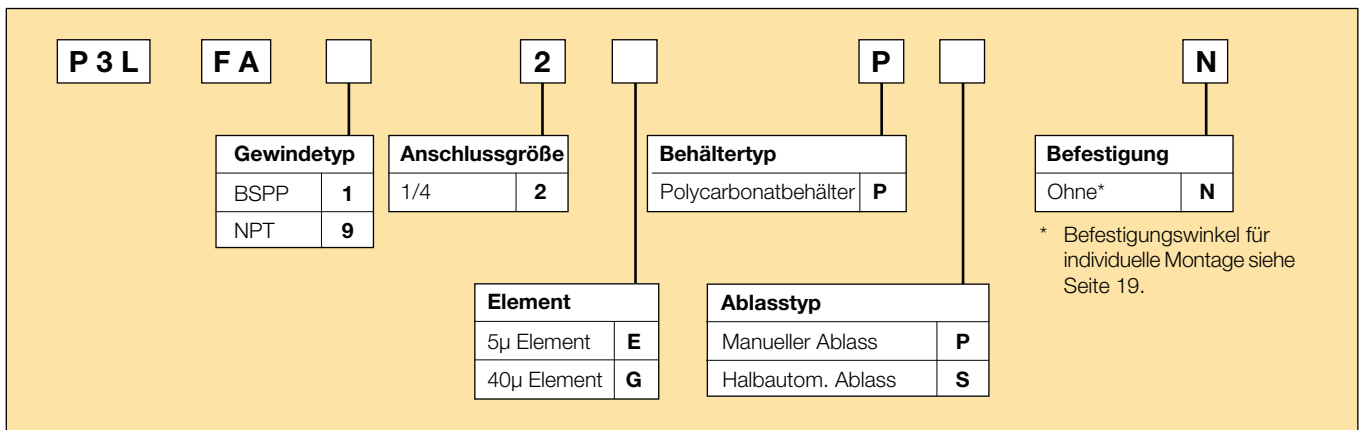 P 3 L F A 2 P N
Gewindetyp
BSPP 1
NPT 9
Anschlussgröße
1/4 2
Behältertyp
Polycarbonatbehälter P
Befestigung
Ohne* N
* Befestigungswinkel für
individuelle Montage siehe
Seite 19.
Element
5µ Element E
40µ Element G
Ablasstyp
Manueller Ablass P
Halbautom. Ablass S